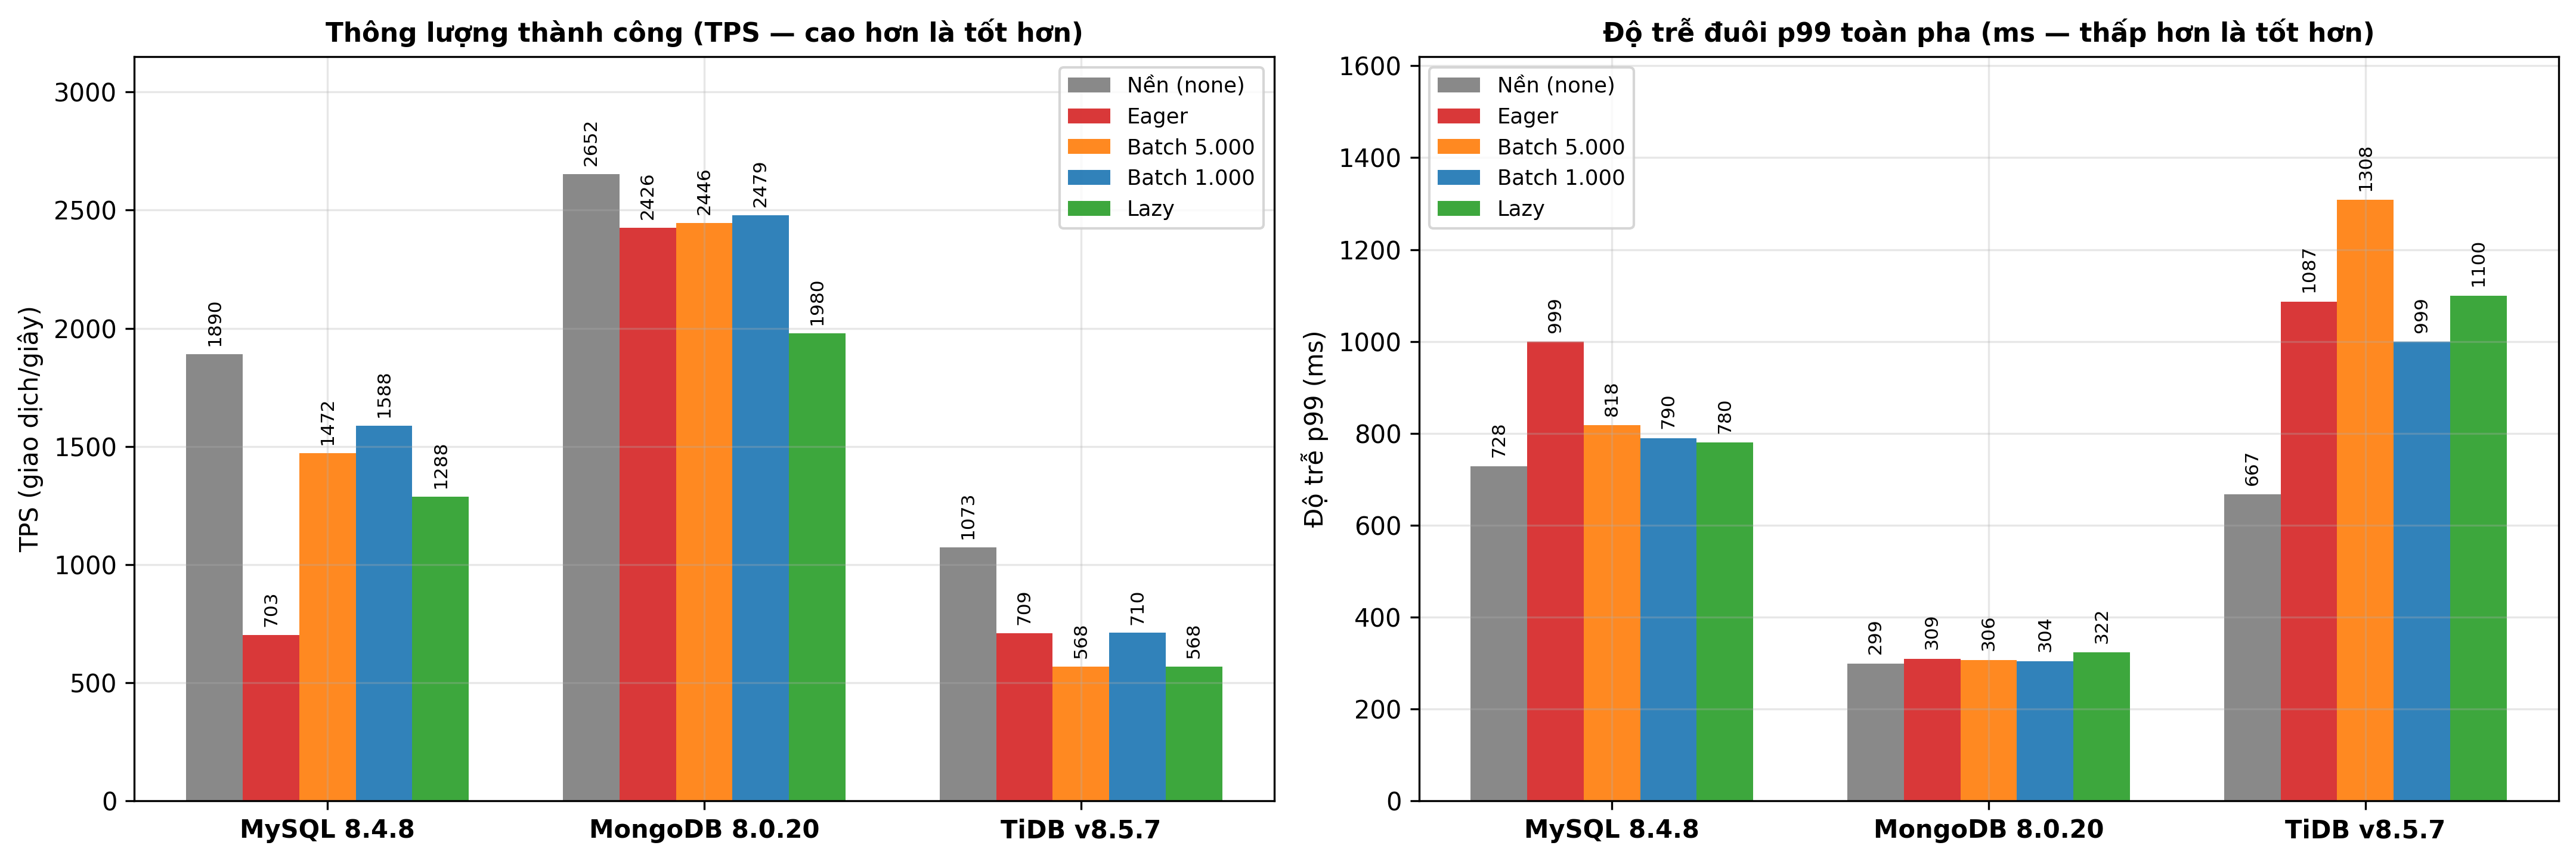 Thông lượng thành công (TPS — cao hơn là tốt hơn)
TPS (giao dịch/giây)
3000
2500
2000
1500
1000
500
0
Nền (none)
Eager
Batch 5.000
Batch 1.000
Lazy
1890
703
1472
1588
1288
2652
2426
2446
2479
1980
1073
709
568
710
568
MySQL 8.4.8
MongoDB 8.0.20
TiDB v8.5.7
Độ trễ đuôi p99 toàn pha (ms — thấp hơn là tốt hơn)
Độ trễ p99 (ms)
1600
1400
1200
1000
800
600
400
200
0
Nền (none)
Eager
Batch 5.000
Batch 1.000
Lazy
728
999
818
790
780
299
309
306
304
322
667
1087
1308
999
1100
MySQL 8.4.8
MongoDB 8.0.20
TiDB v8.5.7